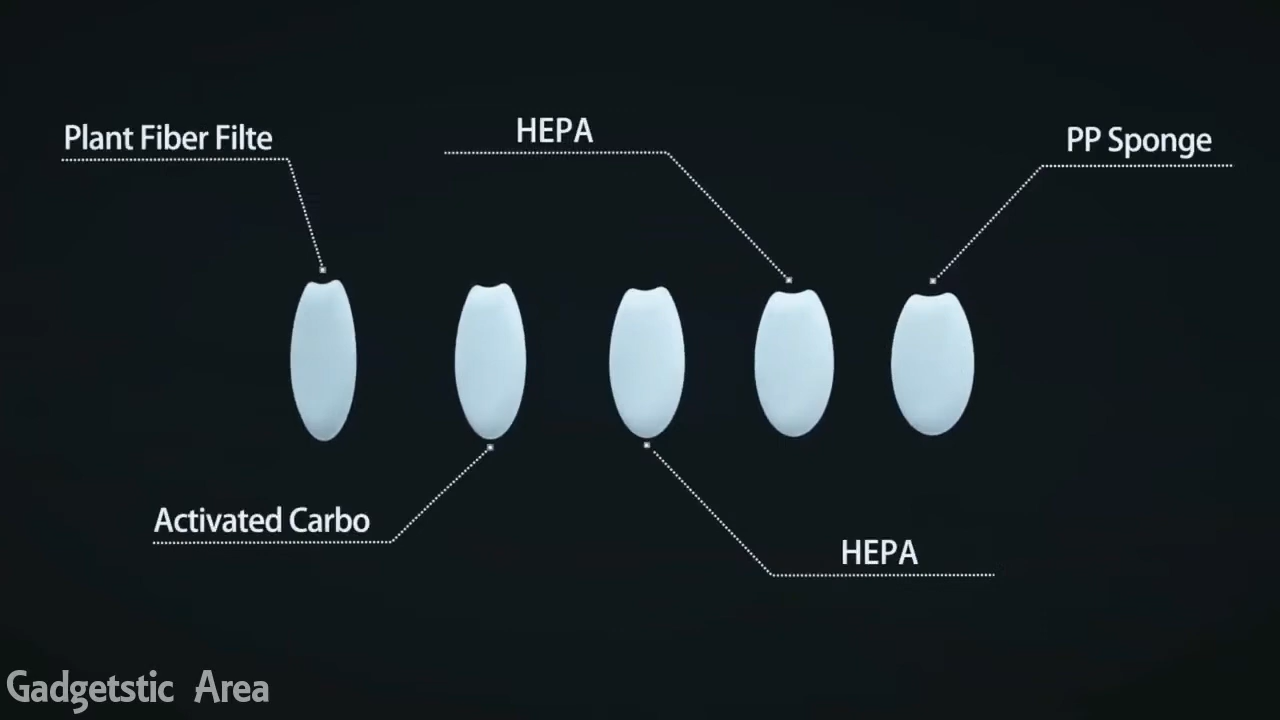 Plant Fiber Filte
HEPA
PP Sponge
Activated Carbo
HEPA
Gadgetstic Area